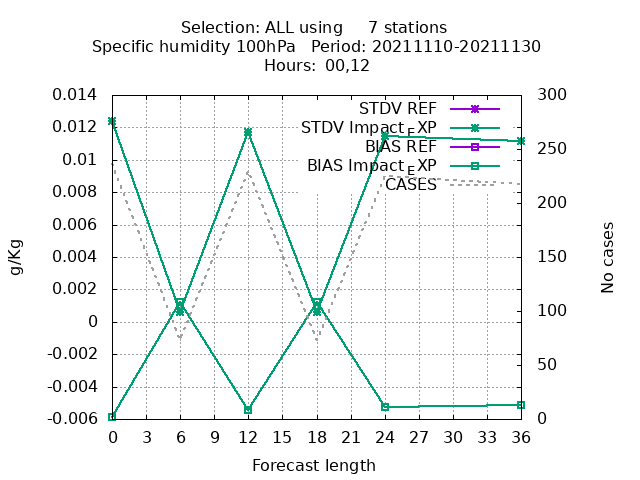 Selection: ALL using 7 stations
Specific humidity 100hPa Period: 20211110-20211130
Hours: 00,12
0.014
0.012
0.01
0.008
0.006
0.004
0.002
0
-0.002
-0.004
-0.006
g/Kg
STDV REF
STDV Impact_EXP
BIAS REF
BIAS Impact_EXP
CASES
300
250
200
150
100
50
0
No cases
0 3 6 9 12 15 18 21 24 27 30 33 36
Forecast length